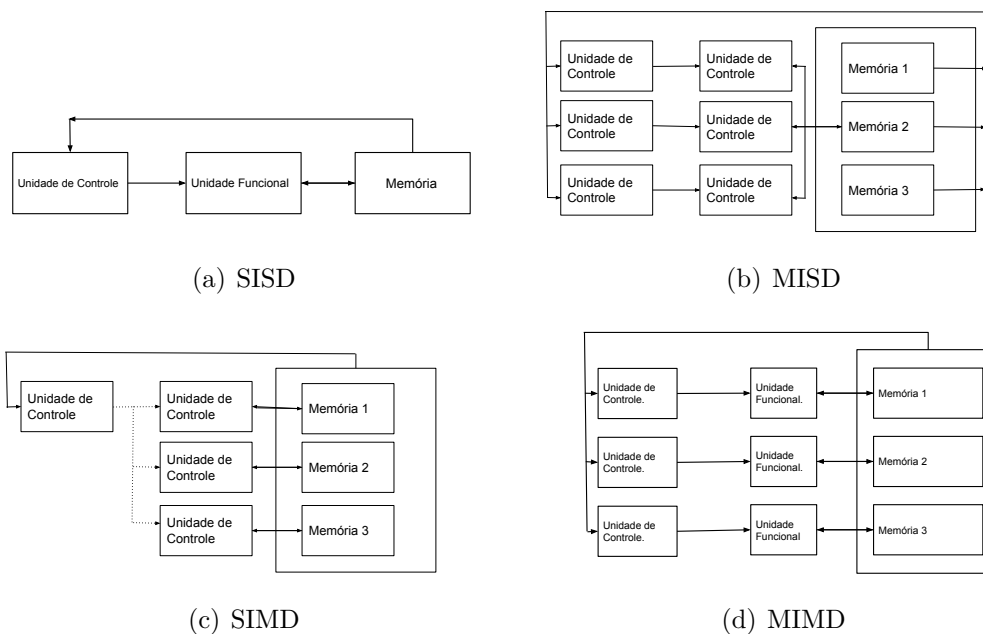 Unidade de Controle
Unidade Funcional
Memória
(a) SISD
Unidade de
Controle
Unidade de
Controle
Memória 1
Unidade de
Controle
Unidade de
Controle
Memória 2
Unidade de
Controle
Unidade de
Controle
Memória 3
(b) MISD
Unidade de
Controle
Unidade de
Controle
Memória 1
Unidade de
Controle
Memória 2
Unidade de
Controle
Memória 3
(c) SIMD
Unidade de
Controle.
Unidade
Funcional.
Memória 1
Unidade de
Controle.
Unidade
Funcional.
Memória 2
Unidade de
Controle.
Unidade
Funcional
Memória 3
(d) MIMD